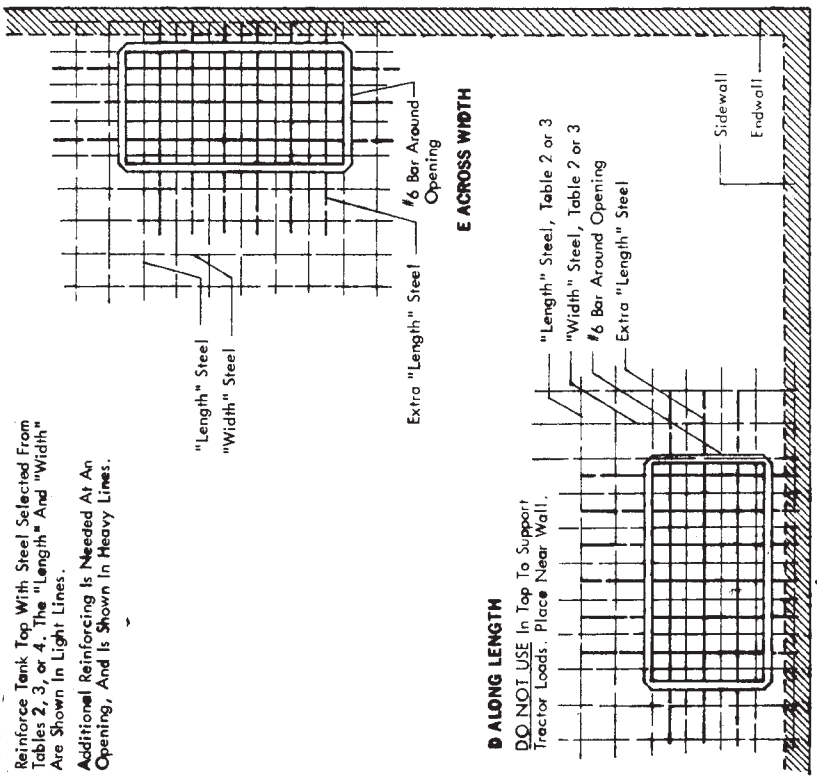 Reinforce Tank Top With Steel Selected From
Tables 2, 3, or 4. The "Length" And "Width"
Are Shown In Light Lines.
Additional Reinforcing Is Needed At An
Opening, And Is Shown In Heavy Lines.
"Length" Steel
"Width" Steel
Extra "Length" Steel
#6 Bar Around
Opening
E ACROSS WIDTH
D ALONG LENGTH
DO NOT USE In Top To Support
Tractor Loads. Place Near Wall.
"Length" Steel, Table 2 or 3
"Width" Steel, Table 2 or 3
#6 Bar Around Opening
Extra "Length" Steel
Sidewall
Endwall